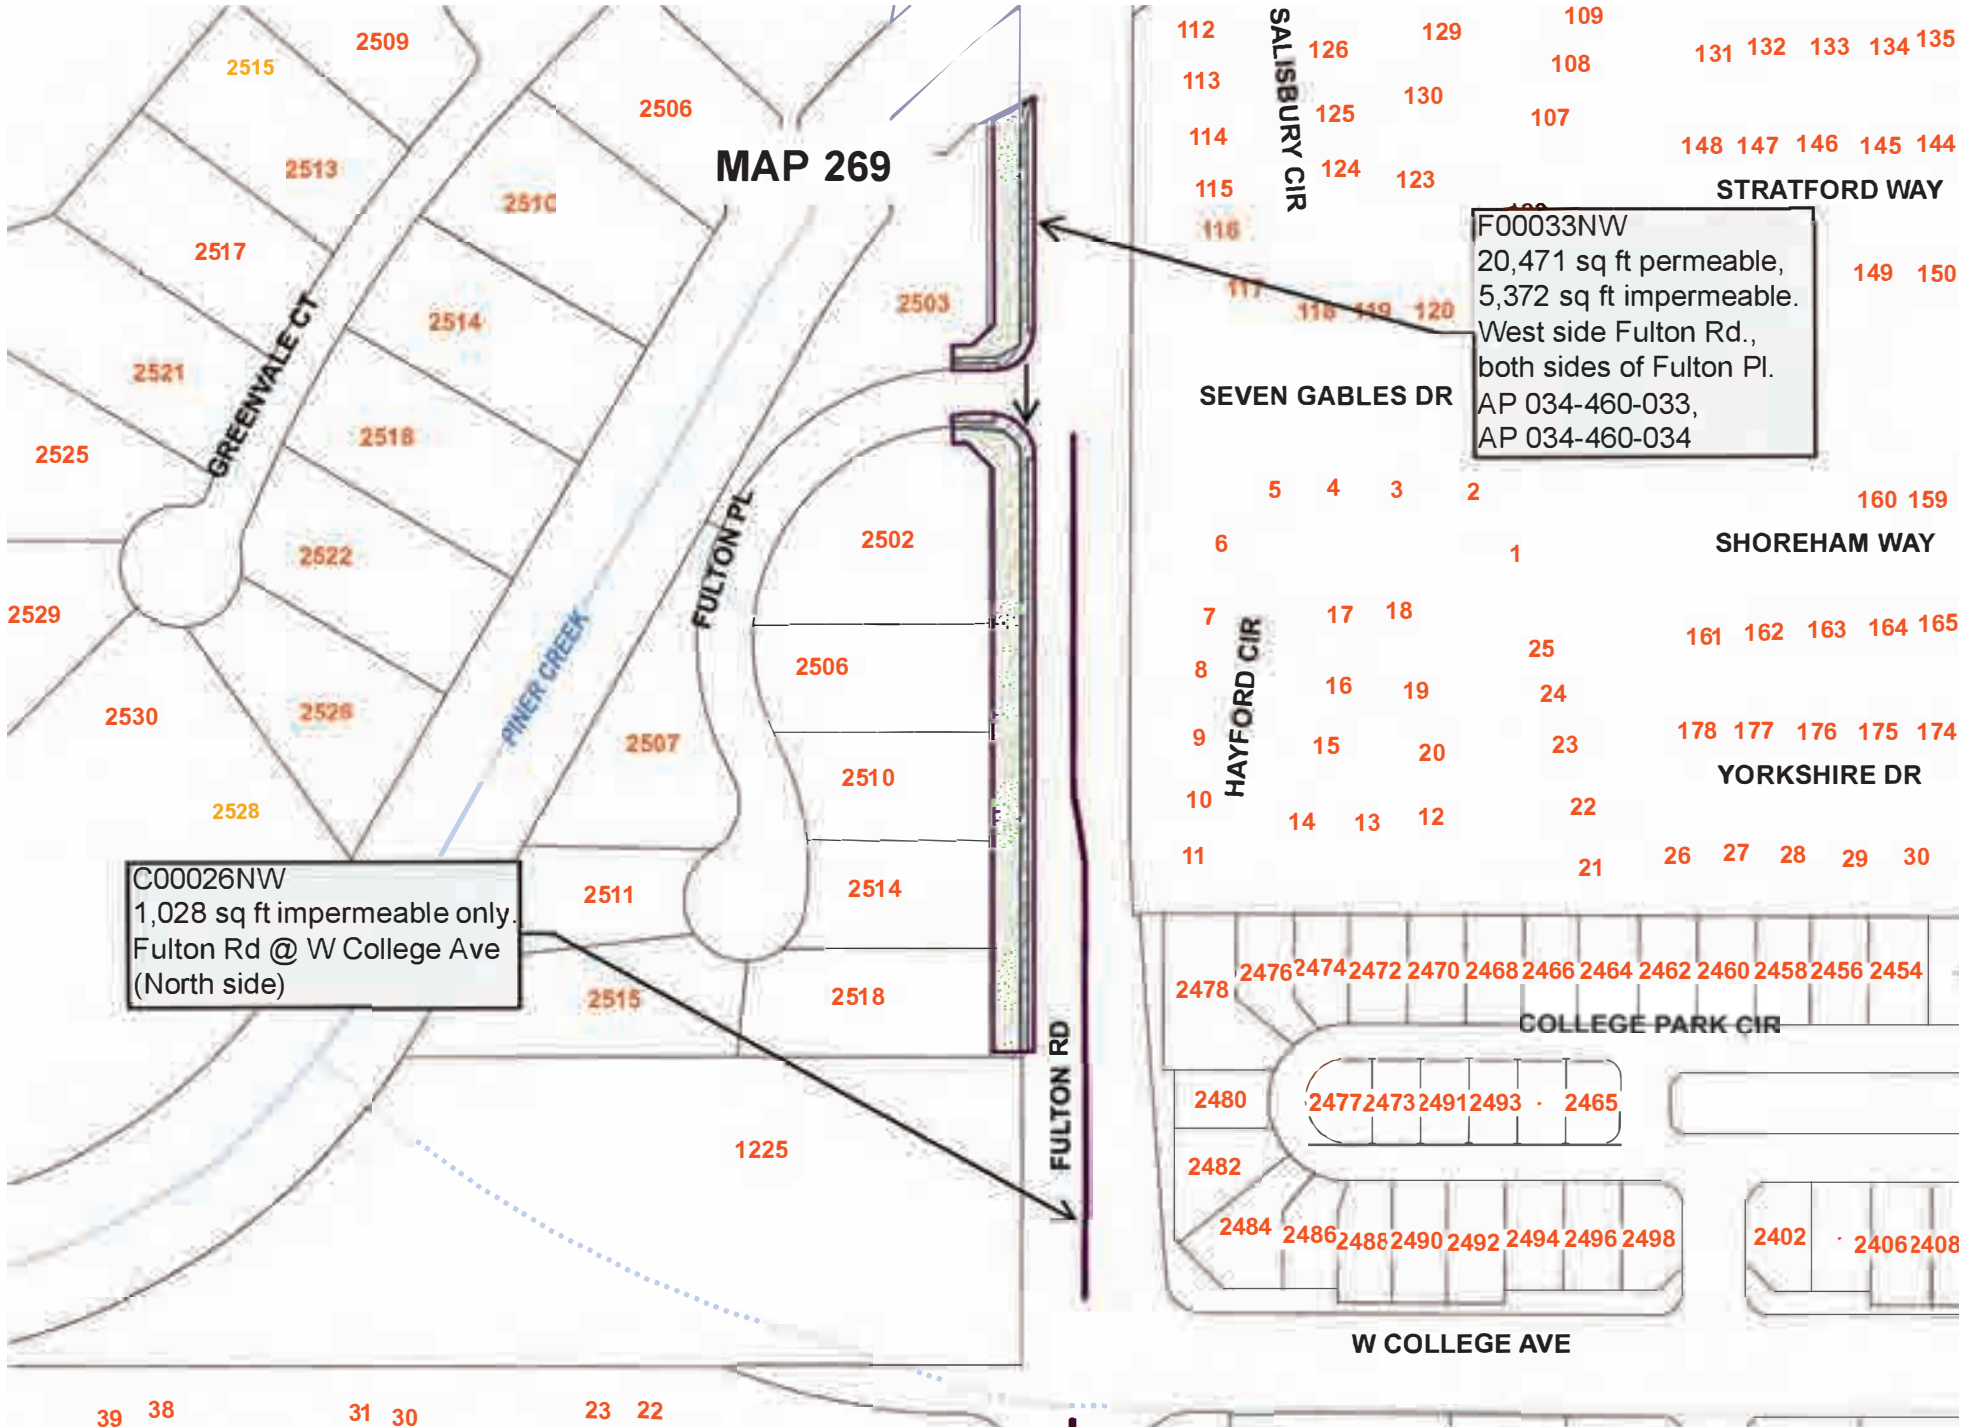 2509
2515
2506
112
126
129
109
131 132 133 134 135
113
108
130
125
107
SALISBURY CIR
114
148 147 146 145 144
MAP 269
2513
124 123
115
STRATFORD WAY
2510
116
2517
F00033NW
20,471 sq ft permeable,
5,372 sq ft impermeable.
West side Fulton Rd.,
both sides of Fulton Pl.
AP 034-460-033,
AP 034-460-034
149 150
117
118 119 120
2503
2514
GREENVALE CT
2521
SEVEN GABLES DR
2518
2525
5 4 3 2
160 159
2502
6
1
SHOREHAM WAY
2522
FULTON PL
2529
PINER CREEK
7
17 18
25
161 162 163 164 165
2506
8
16 19
24
HAYFORD CIR
2530
2526
2507
9
15 20
23
178 177 176 175 174
2510
YORKSHIRE DR
10
14 13 12
22
2528
11
21
26 27 28 29 30
C00026NW
1,028 sq ft impermeable only.
Fulton Rd @ W College Ave
(North side)
2511
2514
2515
2518
2478
2476 2474 2472 2470 2468 2466 2464 2462 2460 2458 2456 2454
COLLEGE PARK CIR
FULTON RD
2480
2477 2473 2491 2493 2465
1225
2482
2484 2486 2488 2490 2492 2494 2496 2498
2402 2406 2408
W COLLEGE AVE
39 38 31 30 23 22